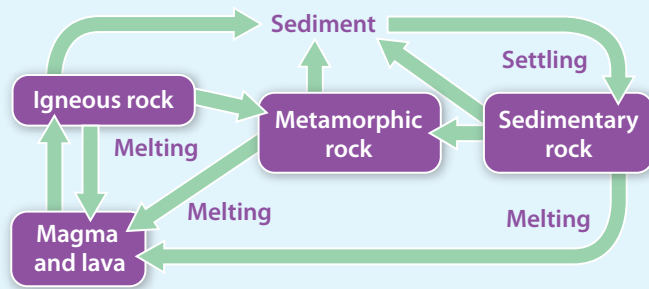 Sediment
Settling
Igneous rock
Metamorphic
rock
Sedimentary
rock
Melting
Melting
Melting
Magma
and lava